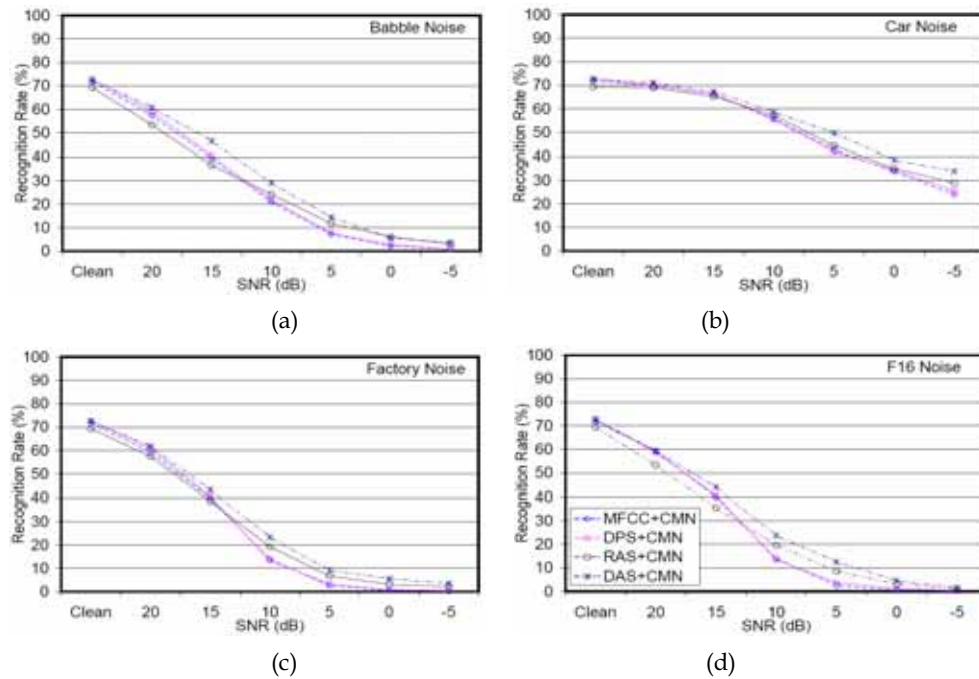 (a)
Babble Noise
Recognition Rate (%)
100
90
80
70
60
50
40
30
20
10
0
Clean 20 15 10 5 0 -5
SNR (dB)
(b)
Car Noise
Recognition Rate (%)
100
90
80
70
60
50
40
30
20
10
0
Clean 20 15 10 5 0 -5
SNR (dB)
(a)
(b)
(c)
Factory Noise
Recognition Rate (%)
100
90
80
70
60
50
40
30
20
10
0
Clean 20 15 10 5 0 -5
SNR (dB)
(d)
F16 Noise
Recognition Rate (%)
100
90
80
70
60
50
40
30
20
10
0
MFCC+CMN
DPS+CMN
RAS+CMN
DAS+CMN
Clean 20 15 10 5 0 -5
SNR (dB)
(c)
(d)